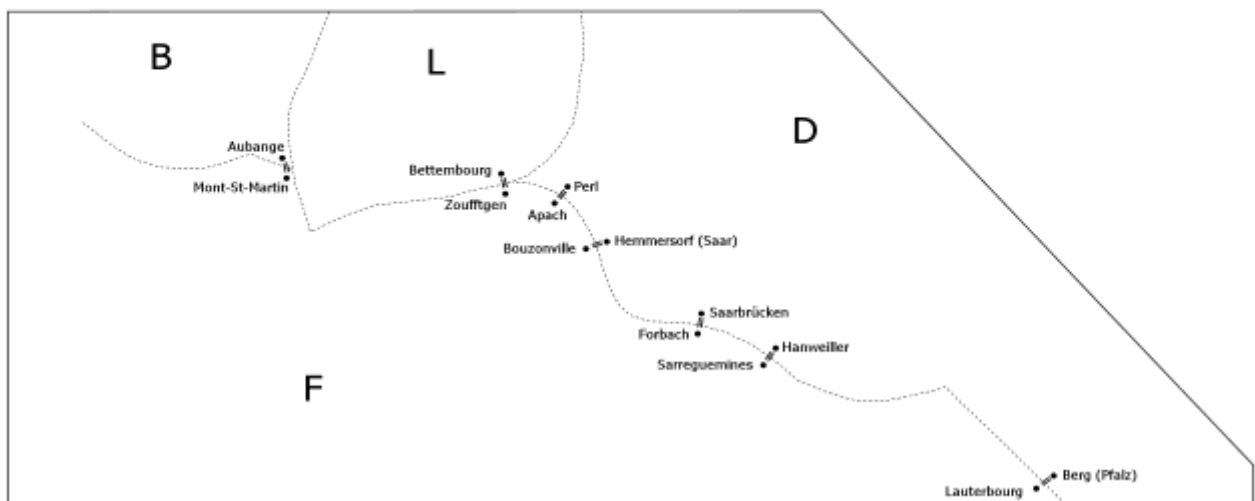 B
L
D
Aubange
Mont-St-Martin
Bettembourg
Zoufftgen
Perl
Apach
Bouzonville
Hemmersorf (Saar)
Saarbrücken
Forbach
Hanweiller
Sarreguemines
F
Berg (Pfalz)
Lauterbourg